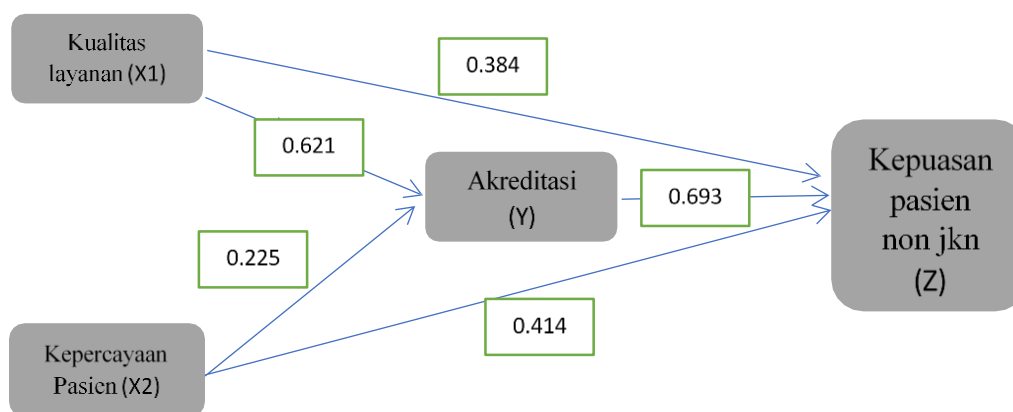 Kualitas
layanan (X1)
0.384
0.621
Akreditasi
(Y)
0.693
Kepuasan
pasien
non jkn
(Z)
0.225
0.414
Kepercayaan
Pasien (X2)